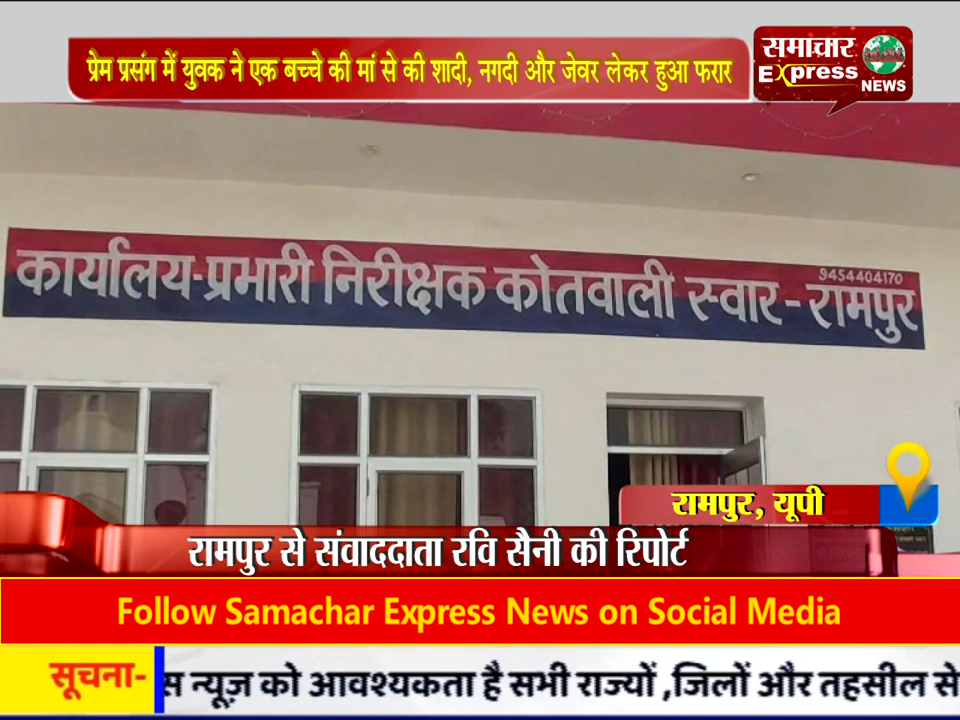 प्रेम प्रसंग में युवक ने एक बच्चे की मां से की शादी, नगदी और जेवर लेकर हुआ फरार
समाचार
Express
NEWS
9454404170
कार्यालय-प्रभारी निरीक्षक कोतवाली स्वार-रामपुर
रामपुर, यूपी
रामपुर से संवाददाता रवि सैनी की रिपोर्ट
Follow Samachar Express News on Social Media
सूचना- स न्यूज़ को आवश्यकता है सभी राज्यों ,जिलों और तहसील से